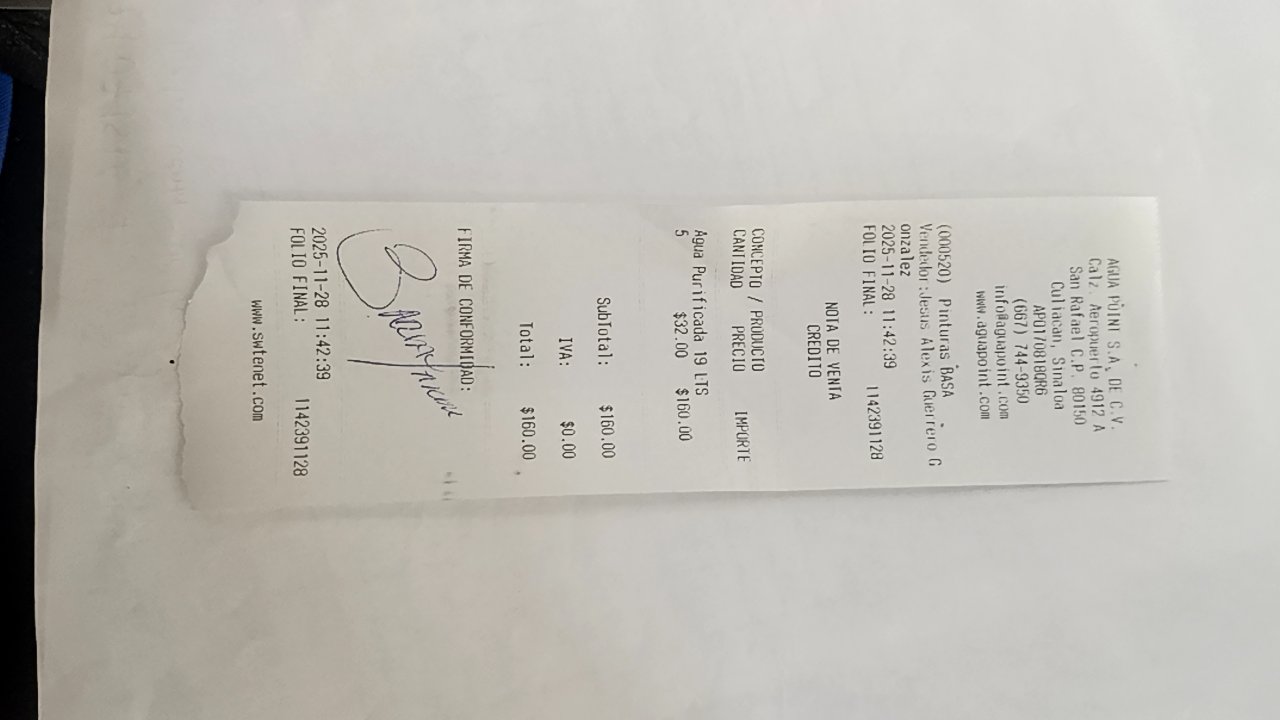 AGUA POINT S.A. DE C.V.
Calz. Aeropuerto 4912 A
San Rafael C.P. 80150
Culiacan, Sinaloa
APO170818QR6
(667) 744-9350
info@aguapoint.com
www.aguapoint.com
(000520) Pinturas BASA
Vendedor:Jesus Alexis Guerrero G
onzalez
2025-11-28 11:42:39
FOLIO FINAL: 1142391128
NOTA DE VENTA
CREDITO
CONCEPTO / PRODUCTO
CANTIDAD PRECIO IMPORTE
Agua Purificada 19 LTS
5 $32.00 $160.00
SubTotal: $160.00
IVA: $0.00
Total: $160.00
FIRMA DE CONFORMIDAD:
2025-11-28 11:42:39
FOLIO FINAL: 1142391128
www.swtenet.com